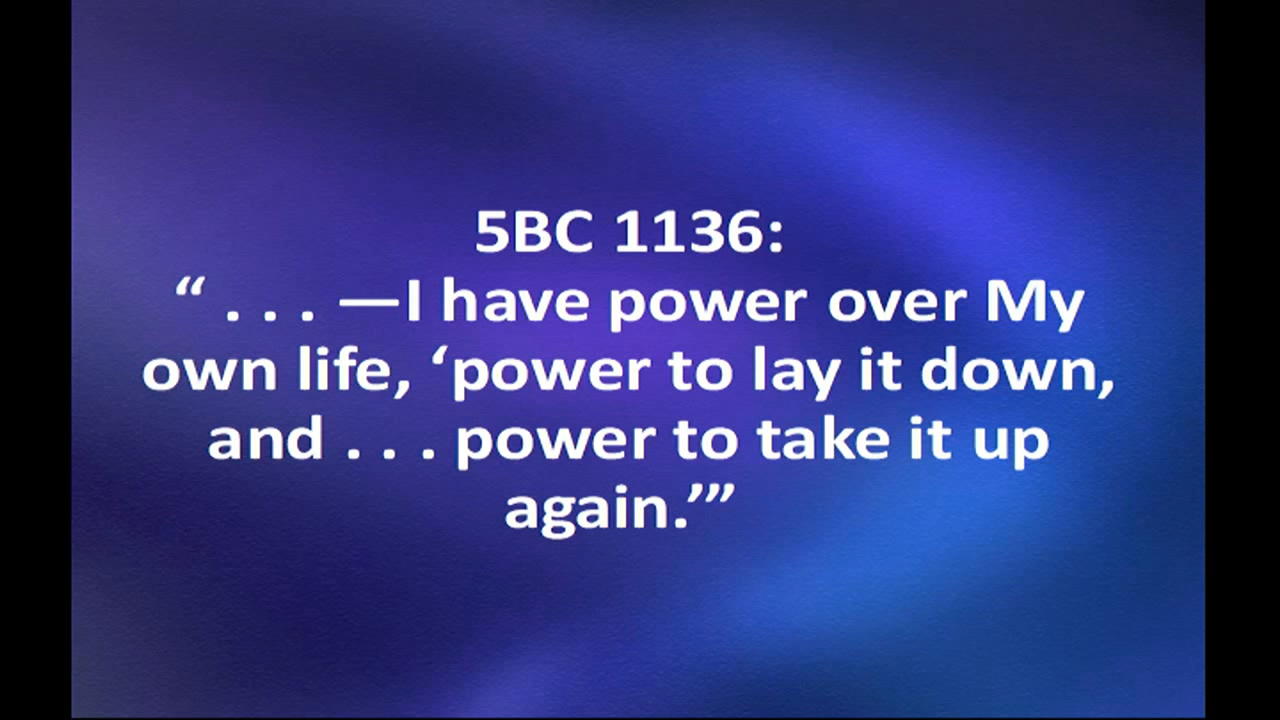 5BC 1136:
“ . . . —I have power over My
own life, ‘power to lay it down,
and . . . power to take it up
again.’”